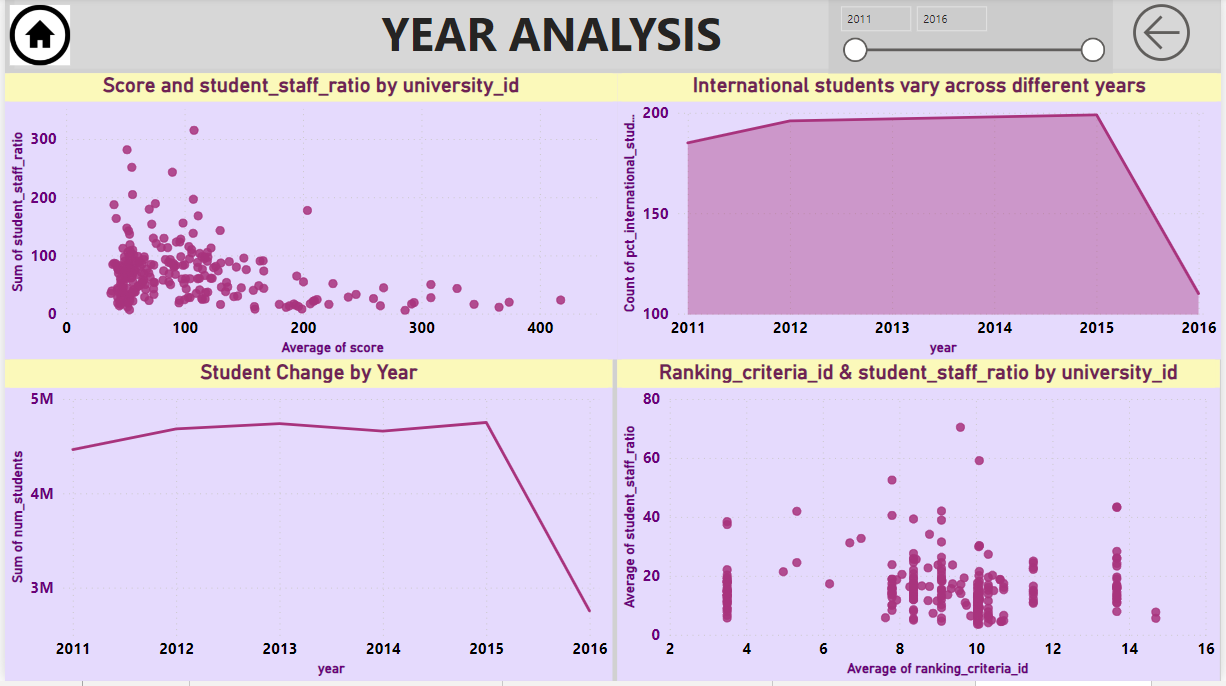 YEAR ANALYSIS
2011
2016
Score and student_staff_ratio by university_id
Sum of student_staff_ratio
300
200
100
0
0
100
200
300
400
Average of score
International students vary across different years
Count of pct_international_stud...
200
150
100
2011
2012
2013
2014
2015
2016
year
Student Change by Year
Sum of num_students
5M
4M
3M
2011
2012
2013
2014
2015
2016
year
Ranking_criteria_id & student_staff_ratio by university_id
Average of student_staff_ratio
80
60
40
20
0
2
4
6
8
10
12
14
16
Average of ranking_criteria_id